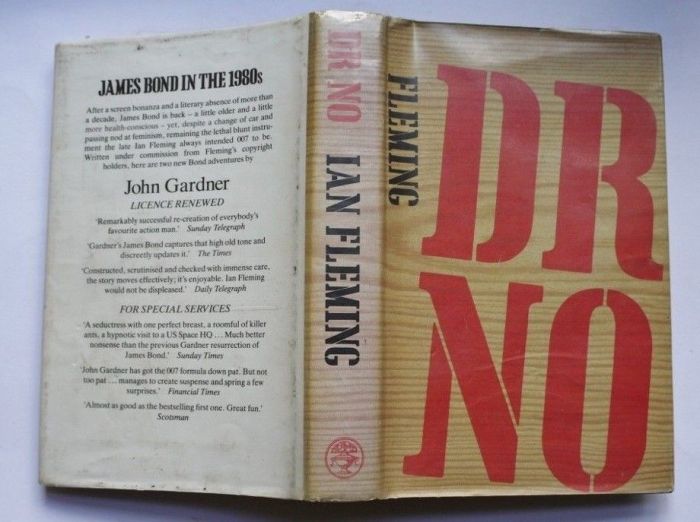 JAMES BOND IN THE 1980s
After a screen bonanza and a literary absence of more than
a decade, James Bond is back – a little older and a little
more health-conscious – yet, despite a change of car and
passing nod at feminism, remaining the lethal blunt instru-
ment the late Ian Fleming always intended 007 to be.
Written under commission from Fleming's copyright
holders, here are two new Bond adventures by
John Gardner
LICENCE RENEWED
'Remarkably successful re-creation of everybody's
favourite action man.' Sunday Telegraph
'Gardner's James Bond captures that high old tone and
discreetly updates it.' The Times
'Constructed, scrutinised and checked with immense care,
the story moves effectively; it's enjoyable. Ian Fleming
would not be displeased.' Daily Telegraph
FOR SPECIAL SERVICES
'A seductress with one perfect breast, a roomful of killer
ants, a hypnotic visit to a US Space HQ . . . Much better
nonsense than the previous Gardner resurrection of
James Bond.' Sunday Times
'John Gardner has got the 007 formula down pat. But not
too pat . . . manages to create suspense and spring a few
surprises.' Financial Times
'Almost as good as the bestselling first one. Great fun.'
Scotsman
DR NO IAN FLEMING
FLEMING
DR
NO